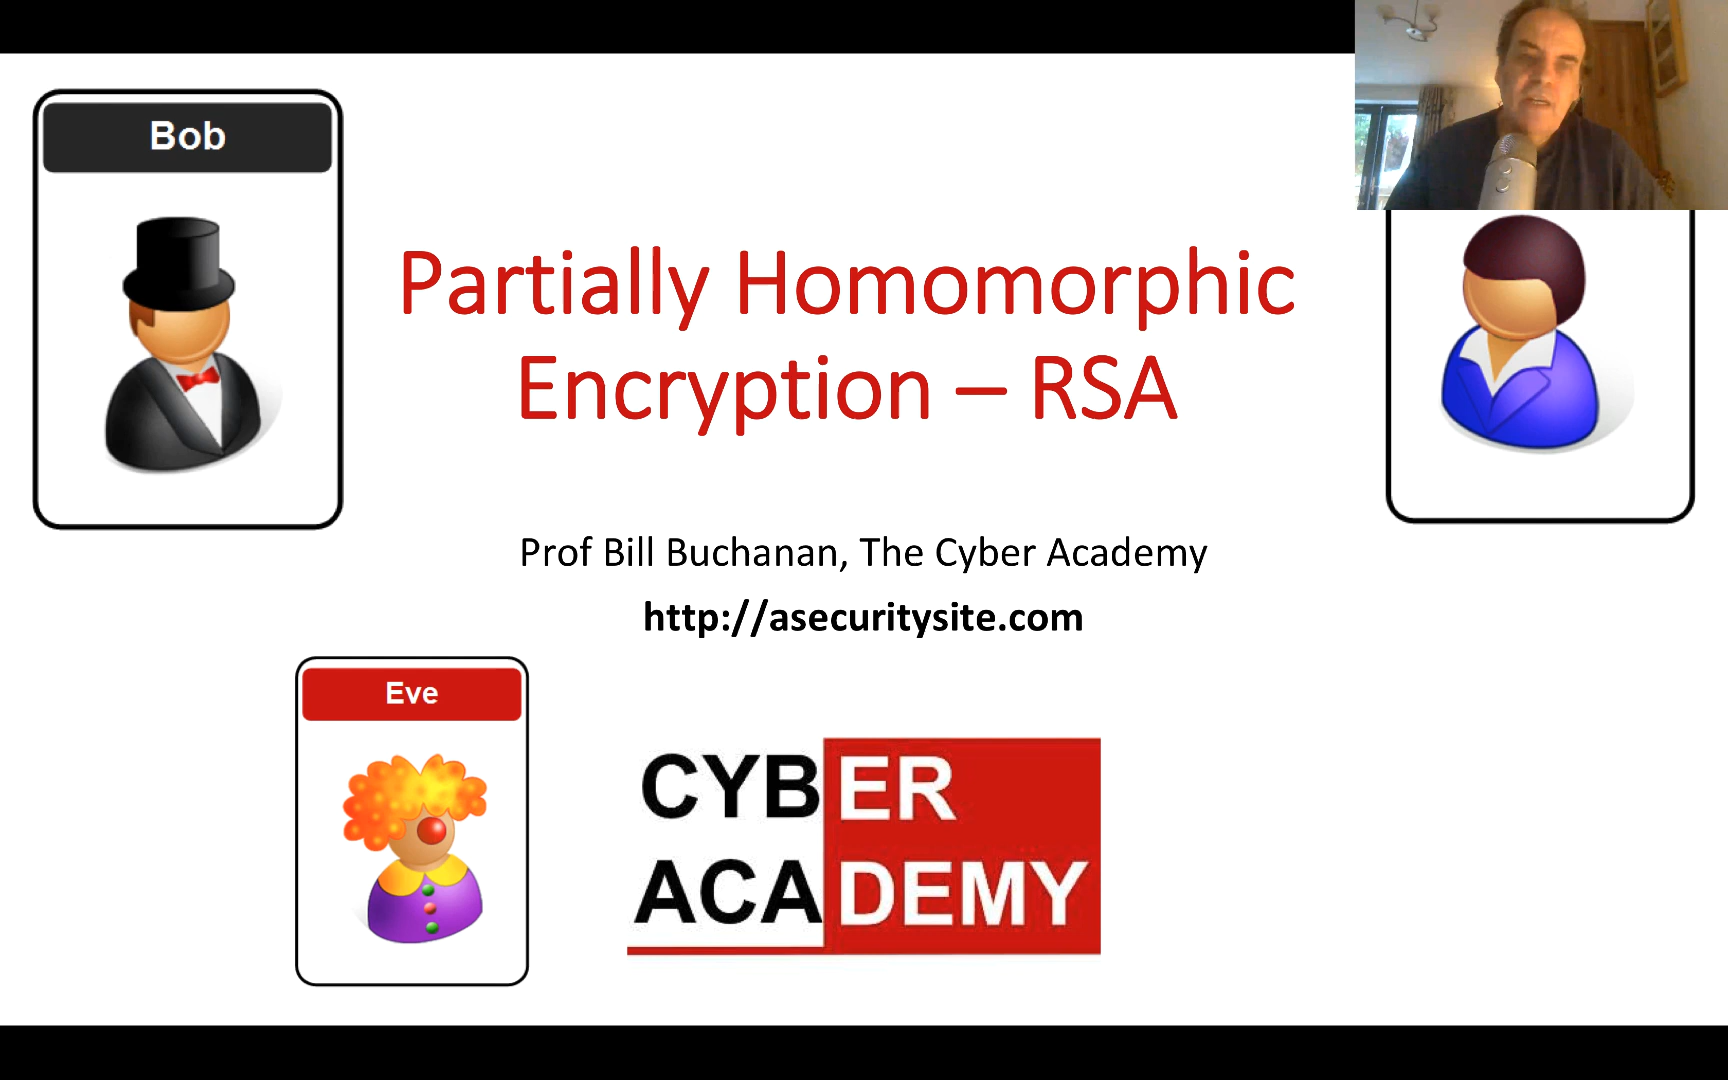 Bob
Partially Homomorphic
Encryption – RSA
Prof Bill Buchanan, The Cyber Academy
http://asecuritysite.com
Eve
CYBER
ACADEMY